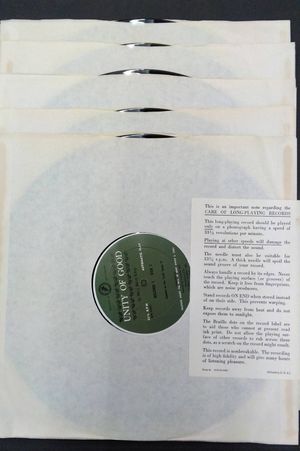 UNITY OF GOOD
33⅓ R.P.M.
This is an important note regarding the
CARE OF LONG-PLAYING RECORDS
This long-playing record should be played
only on a phonograph having a speed of
33⅓ revolutions per minute.
Playing at other speeds will damage the
record and distort the sound.
The needle must also be suitable for
33⅓ r.p.m. A thick needle will spoil the
sound groove of your record.
Always handle a record by its edges. Never
touch the playing surface (or grooves) of
the record. Keep it free from fingerprints,
which are noise producers.
Stand records ON END when stored instead
of on their side. This prevents warping.
Keep records away from heat and do not
expose them to sunlight.
The Braille dots on the record label are
to aid those who cannot at present read
ink print. Do not allow the playing sur-
face of other records to rub across these
dots, as a scratch on the record might result.
This record is nonbreakable. The recording
is of high fidelity and will give many hours
of listening pleasure.